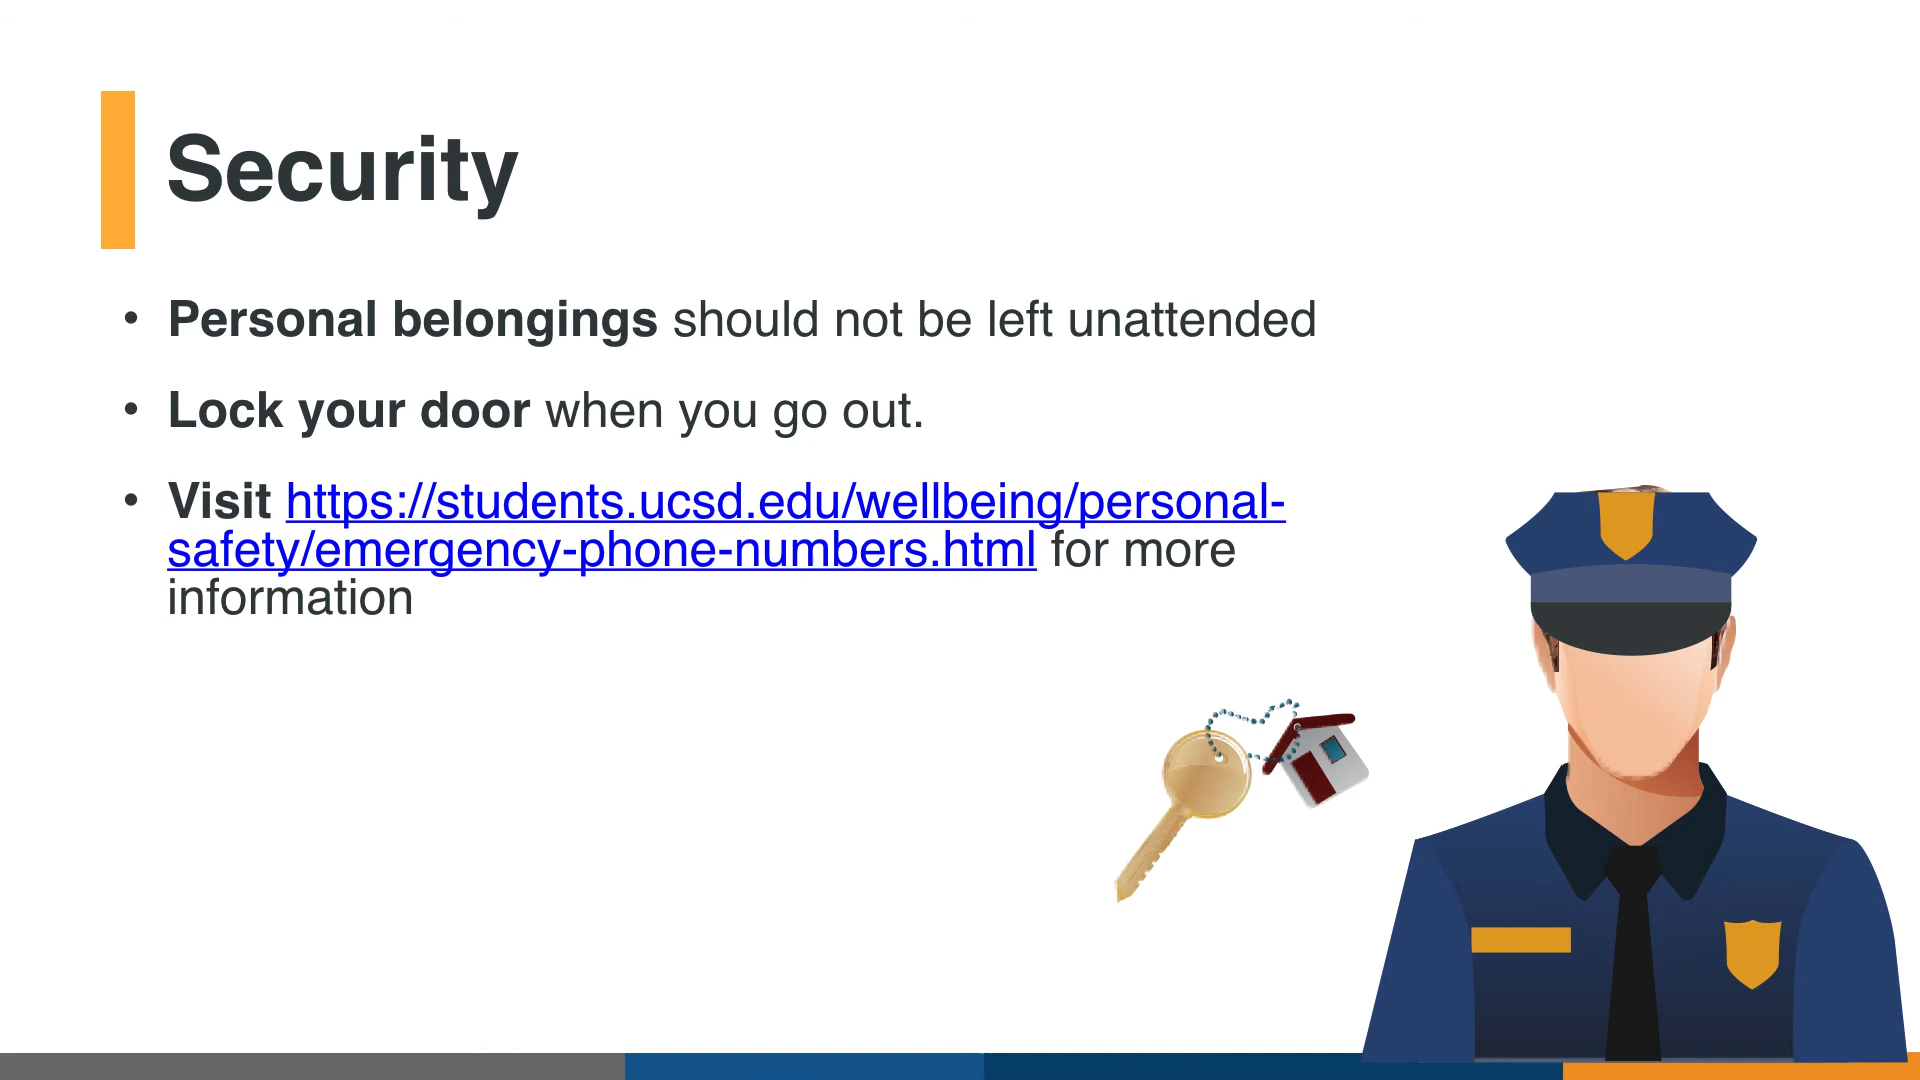 Security
• Personal belongings should not be left unattended
• Lock your door when you go out.
• Visit https://students.ucsd.edu/wellbeing/personal-
safety/emergency-phone-numbers.html for more
information